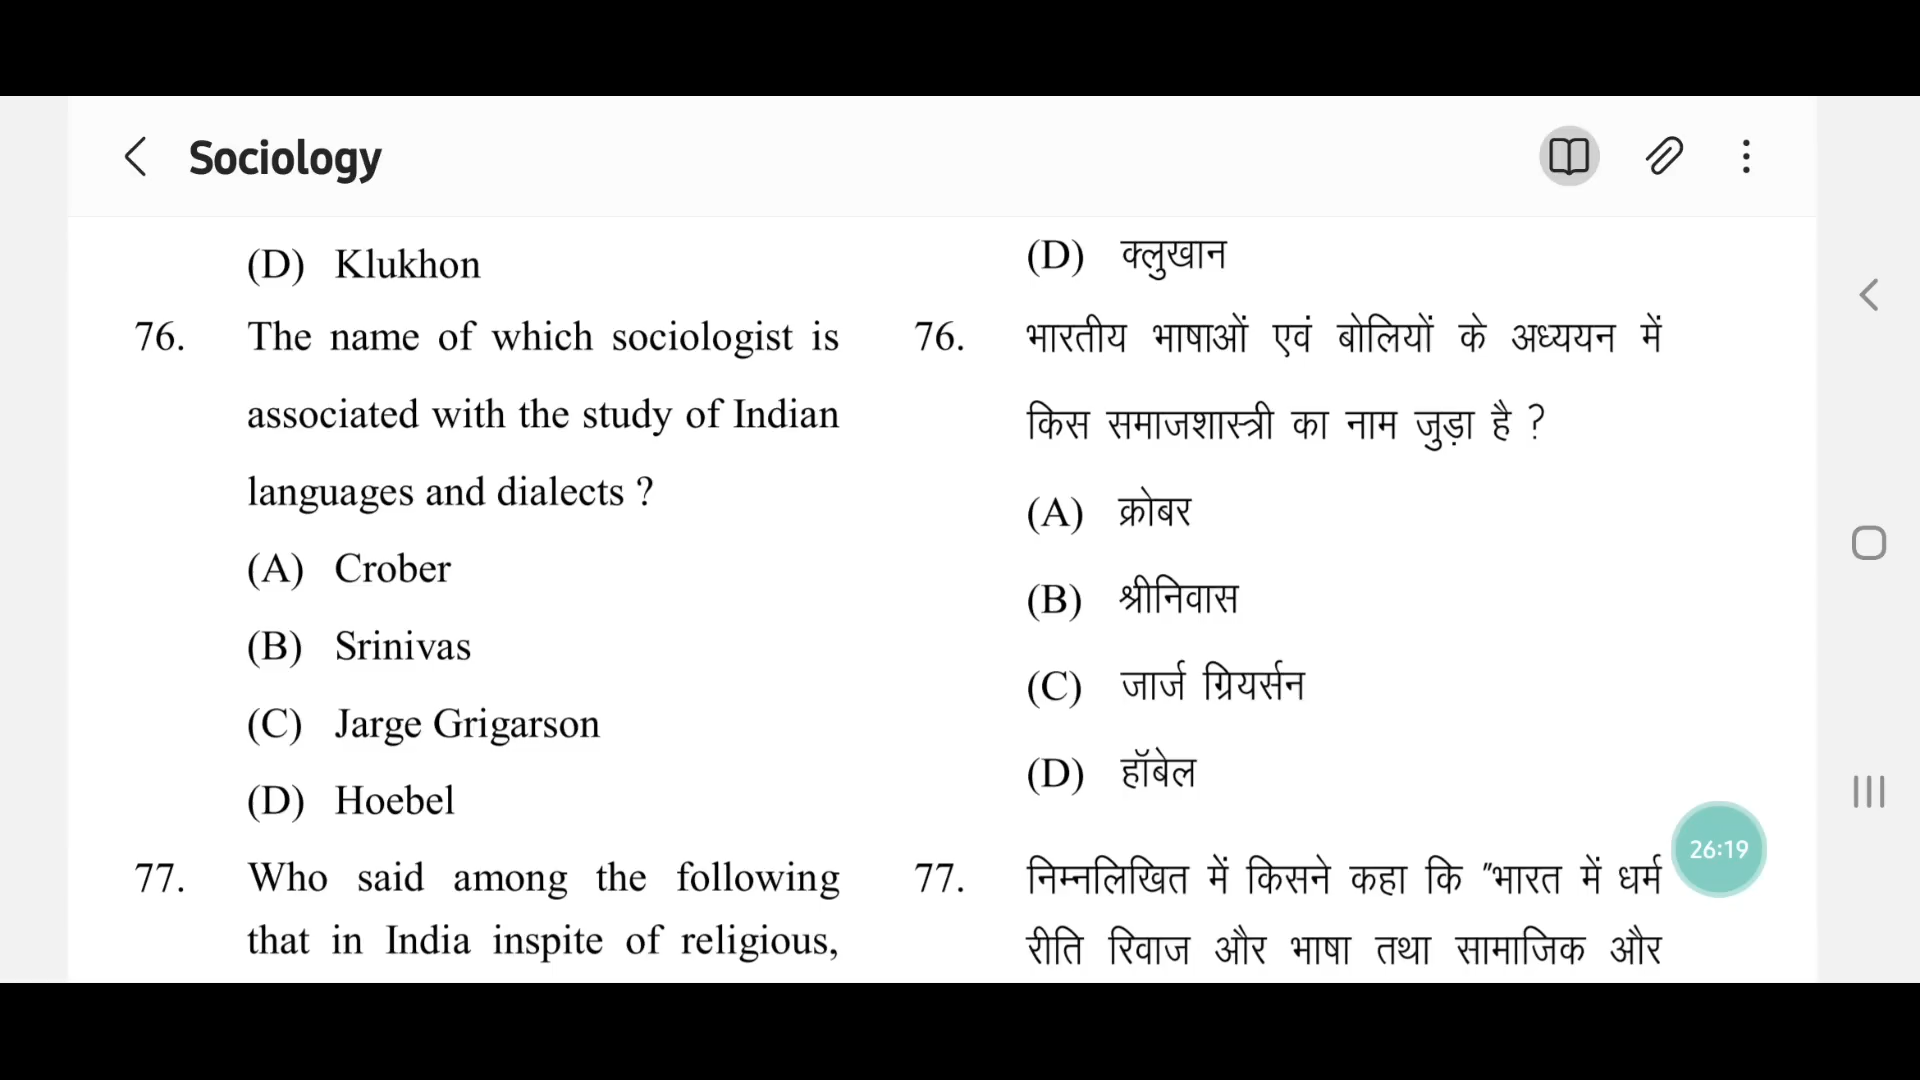 Sociology
(D) Klukhon
76. The name of which sociologist is
associated with the study of Indian
languages and dialects ?
(A) Crober
(B) Srinivas
(C) Jarge Grigarson
(D) Hoebel
77. Who said among the following
that in India inspite of religious,
(D) क्लुखान
76. भारतीय भाषाओं एवं बोलियों के अध्ययन में
किस समाजशास्त्री का नाम जुड़ा है ?
(A) क्रोबर
(B) श्रीनिवास
(C) जार्ज ग्रियर्सन
(D) हॉबेल
77. निम्नलिखित में किसने कहा कि "भारत में धर्म
रीति रिवाज और भाषा तथा सामाजिक और
26:19